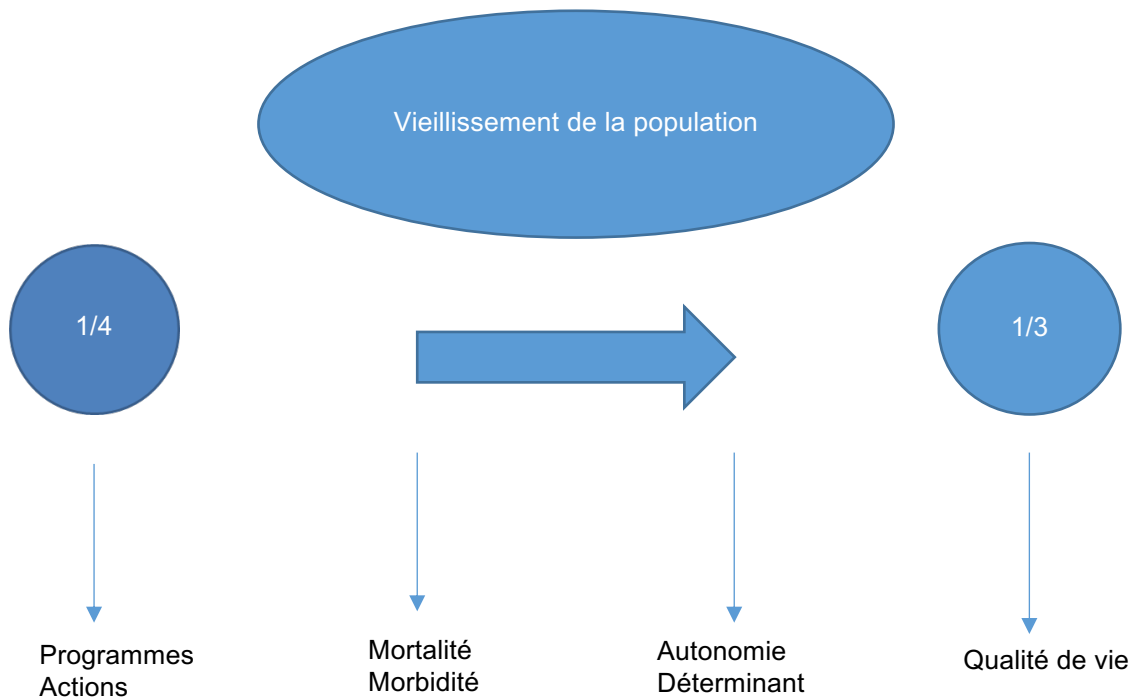 Vieillissement de la population
1/4
1/3
Programmes
Actions
Mortalité
Morbidité
Autonomie
Déterminant
Qualité de vie